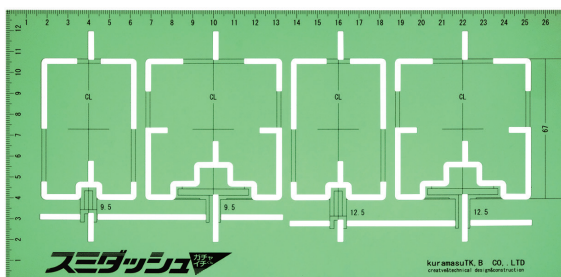 1 2 3 4 5 6 7 8 9 10 11 12 13 14 15 16 17 18 19 20 21 22 23 24 25 26
12
11
10
9
8
7
6
5
4
3
2
1
CL CL CL CL
67
9.5 9.5 12.5 12.5
スミダッシュ
ガチャ
kuramasuTK.B CO,.LTD
creative&technical design&construction